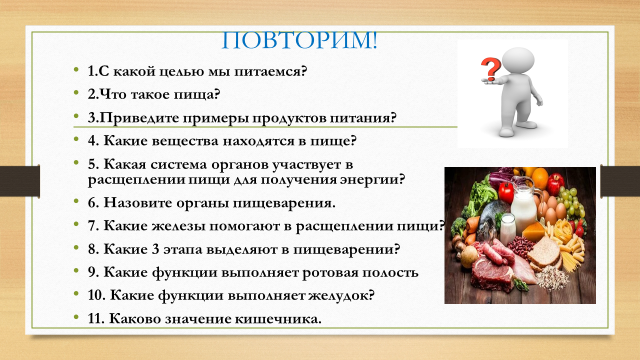 ПОВТОРИМ!
1.С какой целью мы питаемся?
2.Что такое пища?
3.Приведите примеры продуктов питания?
4. Какие вещества находятся в пище?
5. Какая система органов участвует в
расщеплении пищи для получения энергии?
6. Назовите органы пищеварения.
7. Какие железы помогают в расщеплении пищи?
8. Какие 3 этапа выделяют в пищеварении?
9. Какие функции выполняет ротовая полость
10. Какие функции выполняет желудок?
11. Каково значение кишечника.
?